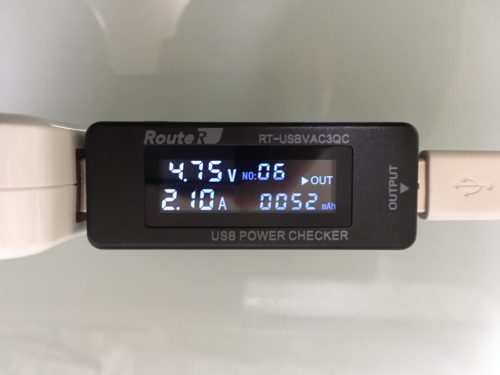 RouteR RT-USBVAC3QC
4.75V NO:06
▶OUT
2.10A 0052mAh
OUTPUT
USB POWER CHECKER